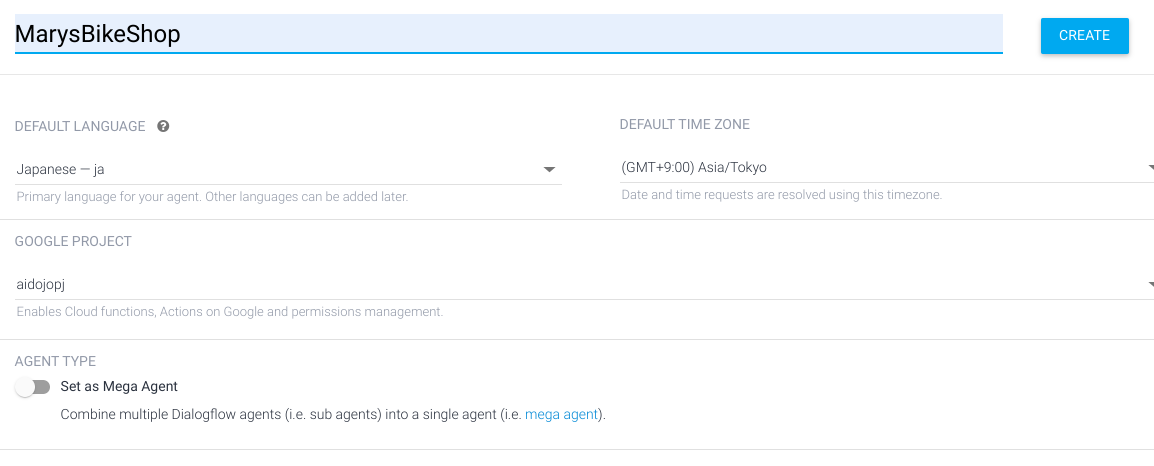 MarysBikeShop
CREATE
DEFAULT LANGUAGE ?
DEFAULT TIME ZONE
Japanese — ja
(GMT+9:00) Asia/Tokyo
Primary language for your agent. Other languages can be added later.
Date and time requests are resolved using this timezone.
GOOGLE PROJECT
aidojopj
Enables Cloud functions, Actions on Google and permissions management.
AGENT TYPE
Set as Mega Agent
Combine multiple Dialogflow agents (i.e. sub agents) into a single agent (i.e. mega agent).